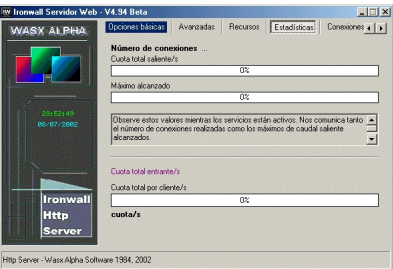 Ironwall Servidor Web - V4.94 Beta
WASX ALPHA
23:52:49
08/07/2002
Ironwall
Http
Server
Opciones básicas
Avanzadas
Recursos
Estadísticas
Conexiones
Número de conexiones ...
Cuota total saliente/s
0%
Máximo alcanzado
0%
Observe estos valores mientras los servicios están activos. Nos comunica tanto
el número de conexiones realizadas como los máximos de caudal saliente
alcanzados.
Cuota total entrante/s
Cuota total por cliente/s
0%
cuota/s
Http Server - Wasx Alpha Software 1984, 2002